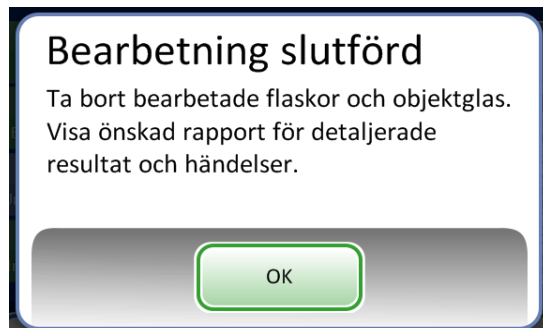 Bearbetning slutförd
Ta bort bearbetade flaskor och objektglas.
Visa önskad rapport för detaljerade
resultat och händelser.
OK